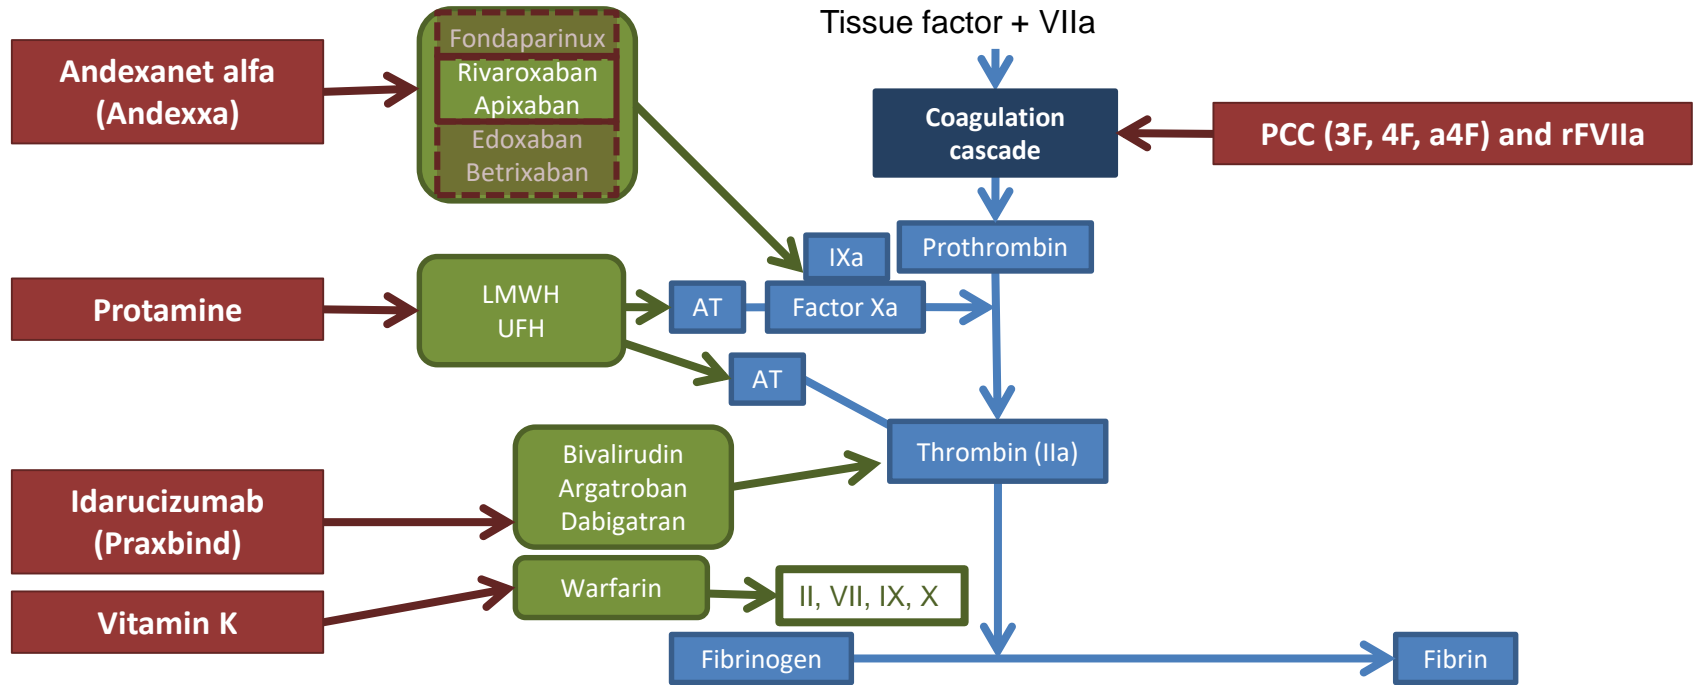 Tissue factor + VIIa
Andexanet alfa
(Andexxa)
Fondaparinux
Rivaroxaban
Apixaban
Edoxaban
Betrixaban
Coagulation
cascade
PCC (3F, 4F, a4F) and rFVIIa
IXa
Prothrombin
Protamine
LMWH
UFH
AT
Factor Xa
AT
Idarucizumab
(Praxbind)
Bivalirudin
Argatroban
Dabigatran
Thrombin (IIa)
Vitamin K
Warfarin
II, VII, IX, X
Fibrinogen
Fibrin